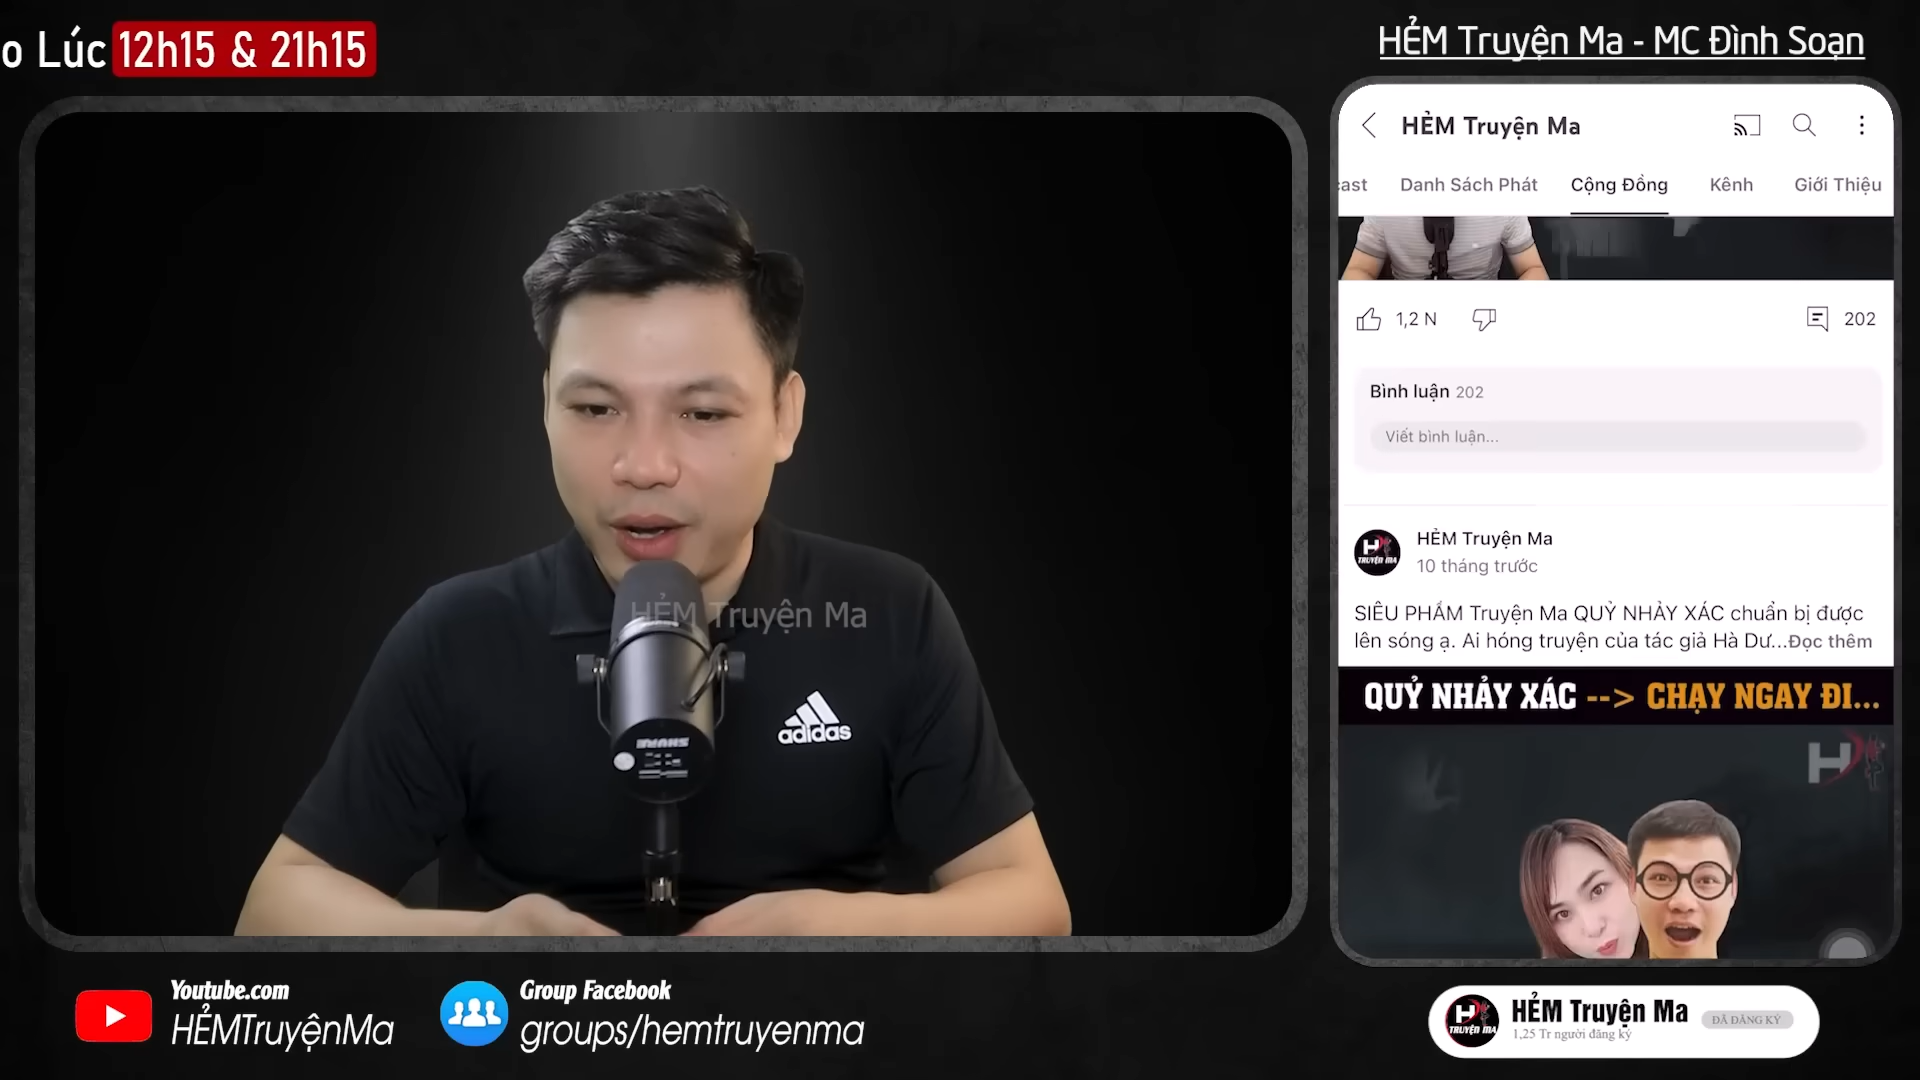 o Lúc 12h15 & 21h15
HẺM Truyện Ma - MC Đình Soạn
HẺM Truyện Ma
cast Danh Sách Phát Cộng Đồng Kênh Giới Thiệu
1,2 N 202
Bình luận 202
Viết bình luận...
HẺM Truyện Ma
10 tháng trước
SIÊU PHẨM Truyện Ma QUỶ NHẢY XÁC chuẩn bị được
lên sóng ạ. Ai hóng truyện của tác giả Hà Dư...Đọc thêm
QUỶ NHẢY XÁC --> CHẠY NGAY ĐI...
HẺM Truyện Ma
adidas
SHURE
Youtube.com
HẺMTruyệnMa
Group Facebook
groups/hemtruyenma
TRUYỆN MA
HẺM Truyện Ma
1,25 Tr người đăng ký
ĐÃ ĐĂNG KÝ